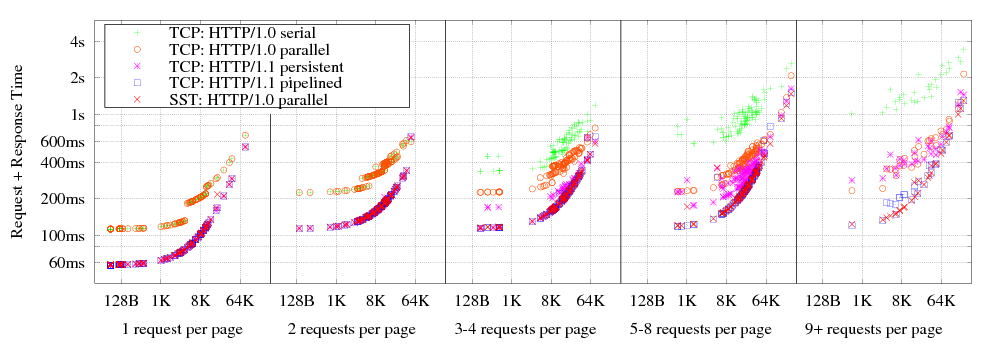 Request + Response Time
4s
2s
1s
600ms
400ms
200ms
100ms
60ms
TCP: HTTP/1.0 serial
TCP: HTTP/1.0 parallel
TCP: HTTP/1.1 persistent
TCP: HTTP/1.1 pipelined
SST: HTTP/1.0 parallel
128B 1K 8K 64K 128B 1K 8K 64K 128B 1K 8K 64K 128B 1K 8K 64K 128B 1K 8K 64K
1 request per page 2 requests per page 3-4 requests per page 5-8 requests per page 9+ requests per page